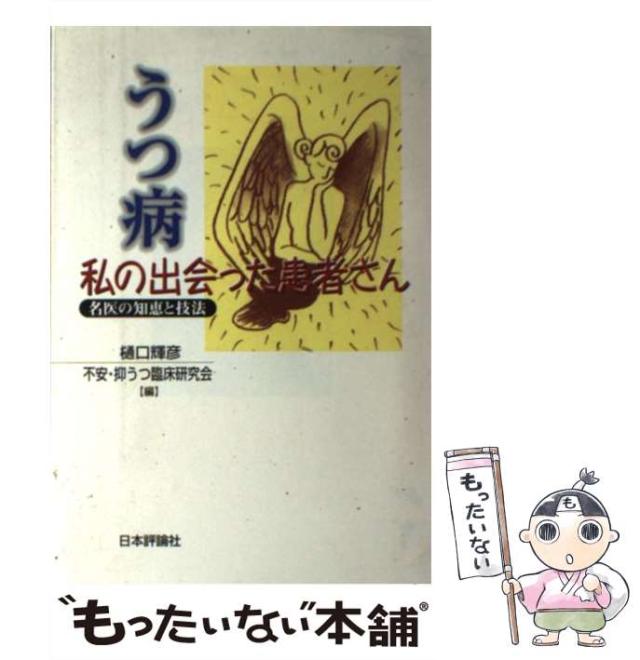 うつ病
私の出会った患者さん
名医の知恵と技法
樋口輝彦
不安・抑うつ臨床研究会
【編】
日本評論社
"もったいない"本舗®
もったいない
も